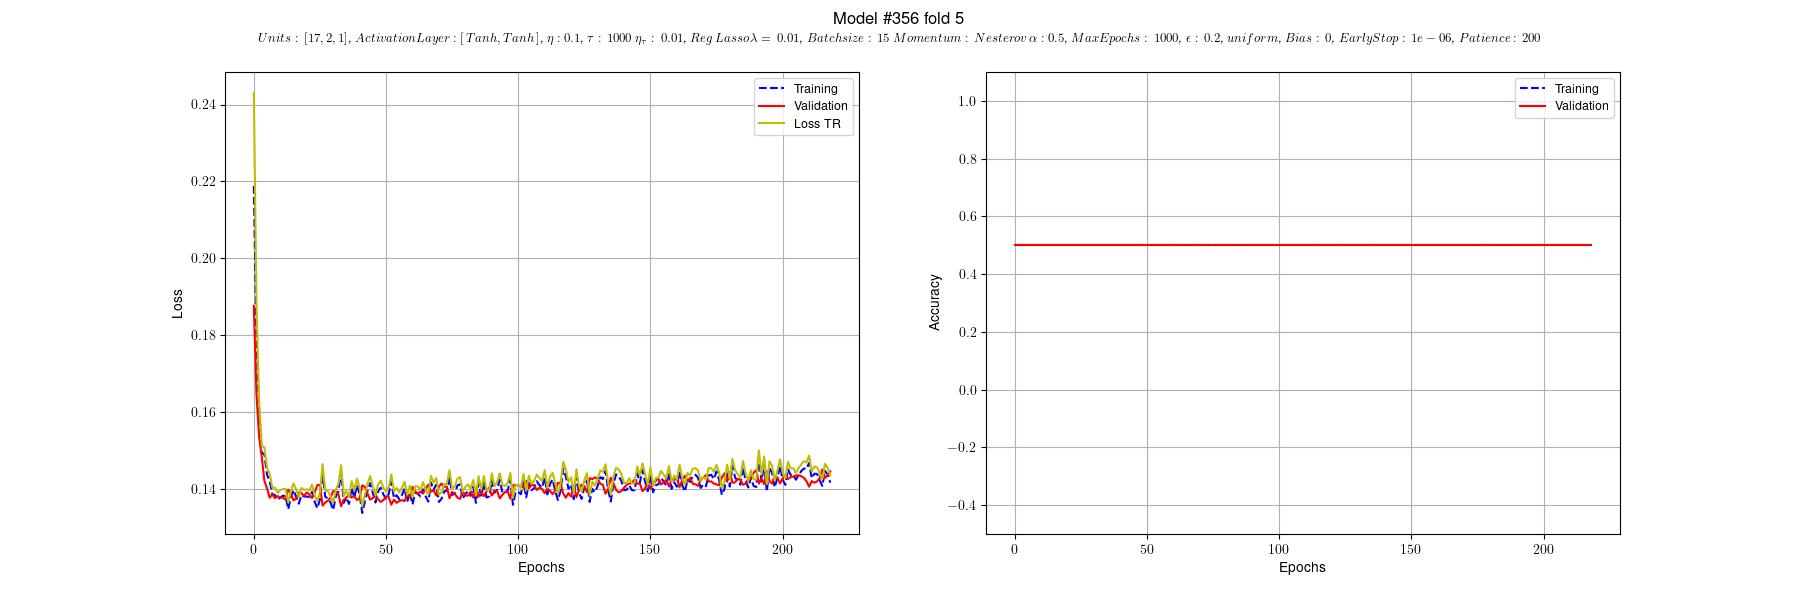 Model #356 fold 5
Units : [17, 2, 1], ActivationLayer : [Tanh, Tanh], η : 0.1, τ : 1000 ητ : 0.01, Reg Lassoλ = 0.01, Batchsize : 15 Momentum : Nesterov α : 0.5, MaxEpochs : 1000, ϵ : 0.2, uniform, Bias : 0, EarlyStop : 1e − 06, Patience : 200
Loss
0.24
0.22
0.20
0.18
0.16
0.14
Training
Validation
Loss TR
0 50 100 150 200
Epochs
Accuracy
1.0
0.8
0.6
0.4
0.2
0.0
−0.2
−0.4
Training
Validation
0 50 100 150 200
Epochs